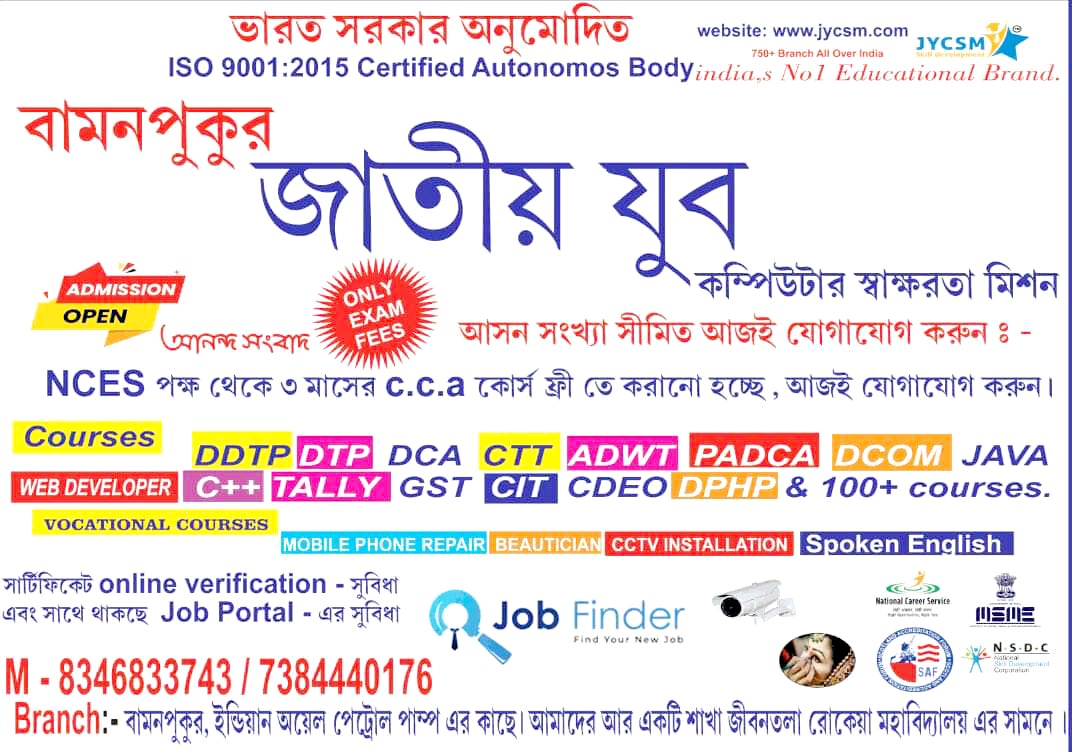 ভারত সরকার অনুমোদিত
website: www.jycsm.com
750+ Branch All Over India
JYCSM
Skill Development
TM
ISO 9001:2015 Certified Autonomos Body
india,s No1 Educational Brand.
বামনপুকুর
জাতীয় যুব
কম্পিউটার স্বাক্ষরতা মিশন
ADMISSION
OPEN
আনন্দ সংবাদ
ONLY
EXAM
FEES
আসন সংখ্যা সীমিত আজই যোগাযোগ করুন ঃ -
NCES পক্ষ থেকে ৩ মাসের c.c.a কোর্স ফ্রী তে করানো হচ্ছে , আজই যোগাযোগ করুন।
Courses
DDTP DTP DCA CTT ADWT PADCA DCOM JAVA
WEB DEVELOPER C++ TALLY GST CIT CDEO DPHP & 100+ courses.
VOCATIONAL COURSES
MOBILE PHONE REPAIR BEAUTICIAN CCTV INSTALLATION Spoken English
সার্টিফিকেট online verification - সুবিধা
এবং সাথে থাকছে Job Portal - এর সুবিধা
Job Finder
Find Your New Job
National Career Service
MSME
SAF
N·S·D·C
National
Skill Development
Corporation
M - 8346833743 / 7384440176
Branch:- বামনপুকুর, ইন্ডিয়ান অয়েল পেট্রোল পাম্প এর কাছে। আমাদের আর একটি শাখা জীবনতলা রোকেয়া মহাবিদ্যালয় এর সামনে ।